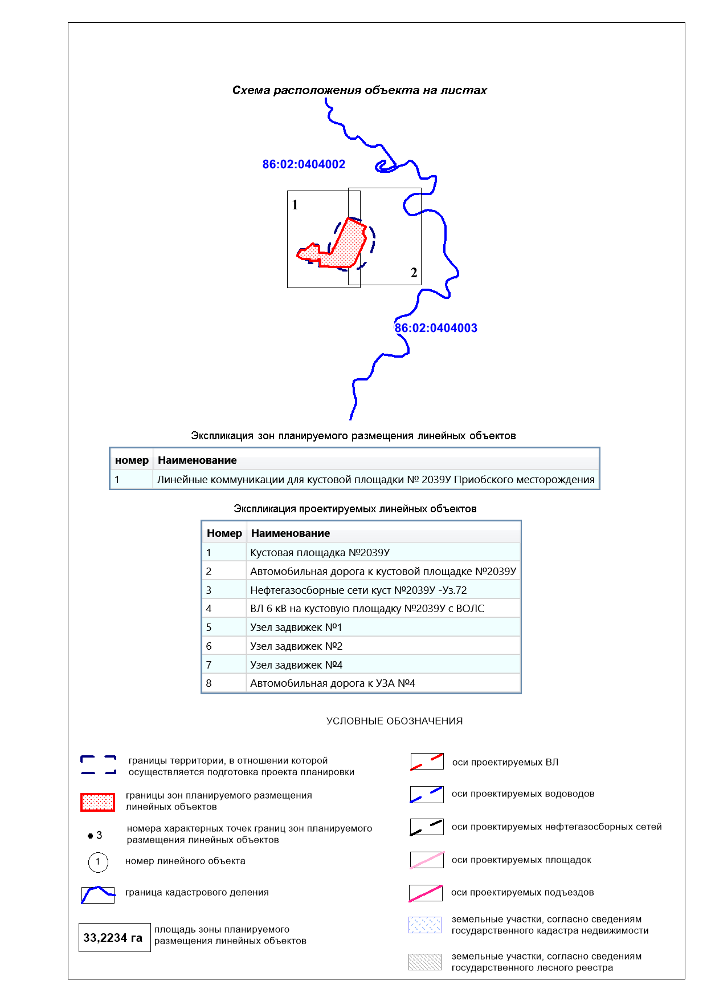 Схема расположения объекта на листах
86:02:0404002
1
2
86:02:0404003
Экспликация зон планируемого размещения линейных объектов
номер Наименование
1 Линейные коммуникации для кустовой площадки № 2039У Приобского месторождения
Экспликация проектируемых линейных объектов
Номер Наименование
1 Кустовая площадка №2039У
2 Автомобильная дорога к кустовой площадке №2039У
3 Нефтегазосборные сети куст №2039У -Уз.72
4 ВЛ 6 кВ на кустовую площадку №2039У с ВОЛС
5 Узел задвижек №1
6 Узел задвижек №2
7 Узел задвижек №4
8 Автомобильная дорога к УЗА №4
УСЛОВНЫЕ ОБОЗНАЧЕНИЯ
границы территории, в отношении которой
осуществляется подготовка проекта планировки
границы зон планируемого размещения
линейных объектов
3
номера характерных точек границ зон планируемого
размещения линейных объектов
1
номер линейного объекта
граница кадастрового деления
33,2234 га
площадь зоны планируемого
размещения линейных объектов
оси проектируемых ВЛ
оси проектируемых водоводов
оси проектируемых нефтегазосборных сетей
оси проектируемых площадок
оси проектируемых подъездов
земельные участки, согласно сведениям
государственного кадастра недвижимости
земельные участки, согласно сведениям
государственного лесного реестра